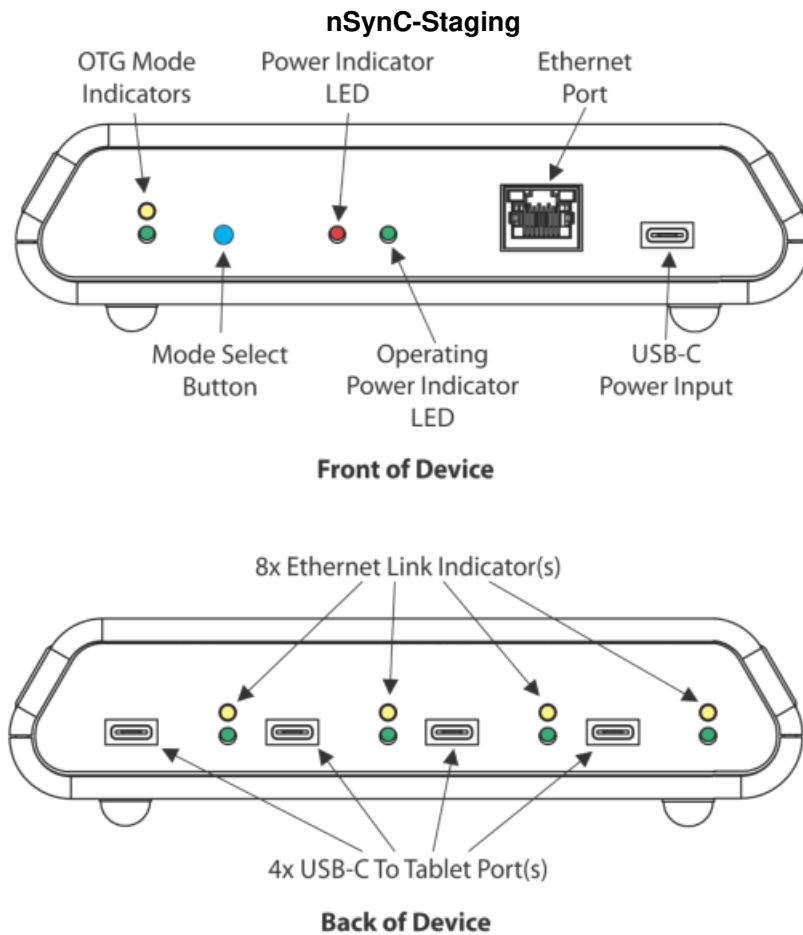 nSynC-Staging
OTG Mode
Indicators
Power Indicator
LED
Ethernet
Port
Mode Select
Button
Operating
Power Indicator
LED
USB-C
Power Input
Front of Device
8x Ethernet Link Indicator(s)
4x USB-C To Tablet Port(s)
Back of Device